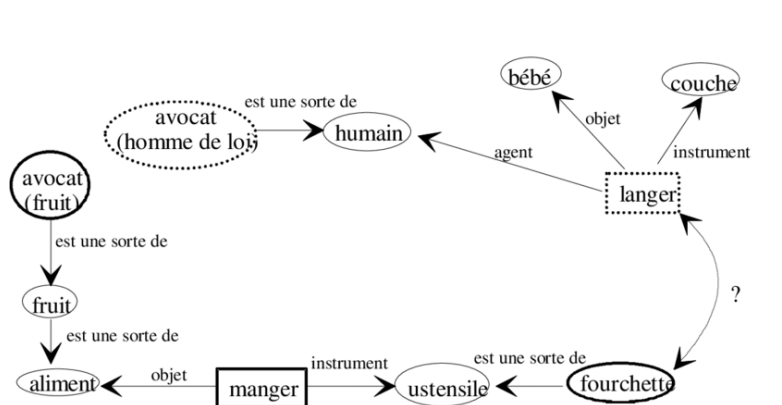 bébé
couche
est une sorte de
avocat
(homme de loi)
humain
objet
agent
instrument
avocat
(fruit)
langer
est une sorte de
?
fruit
est une sorte de
aliment
objet
manger
instrument
ustensile
est une sorte de
fourchette